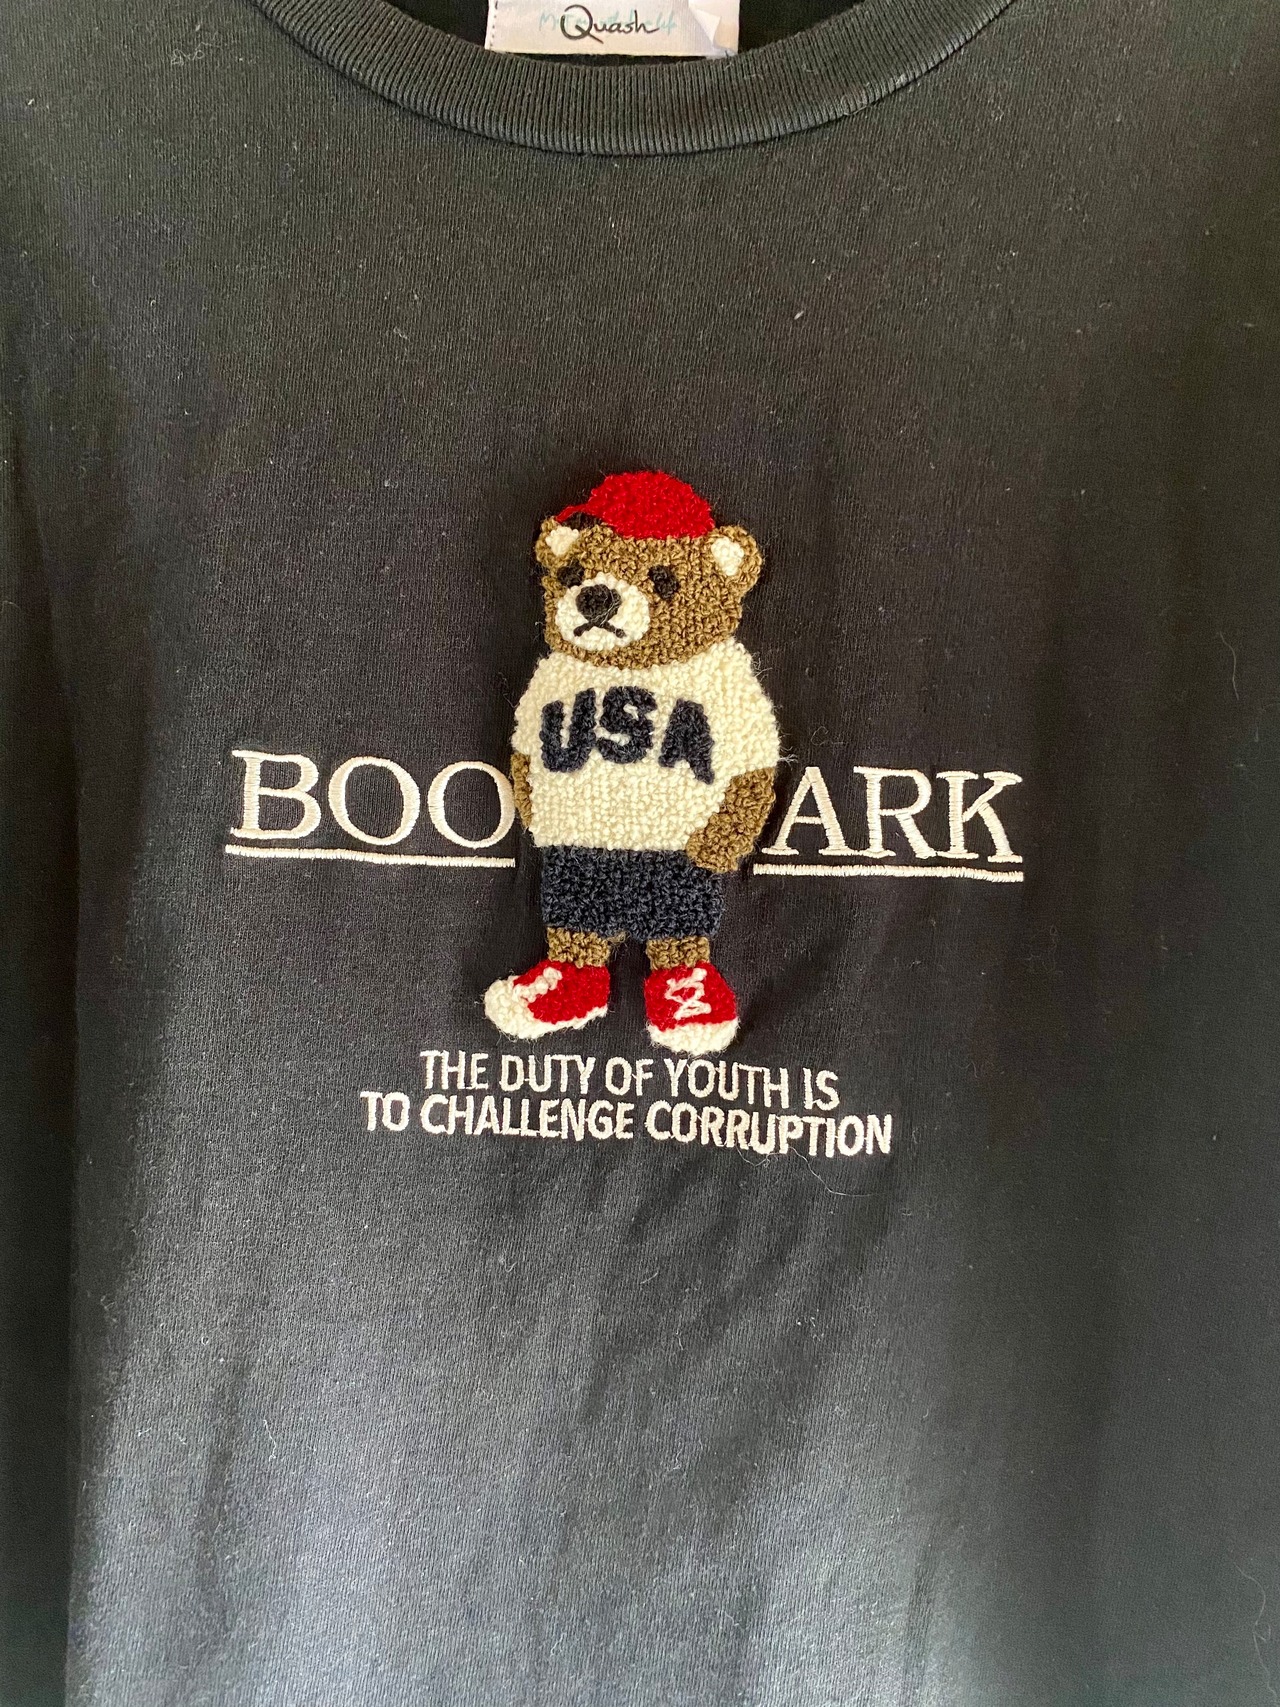 Quash
USA
BOO ARK
THE DUTY OF YOUTH IS
TO CHALLENGE CORRUPTION